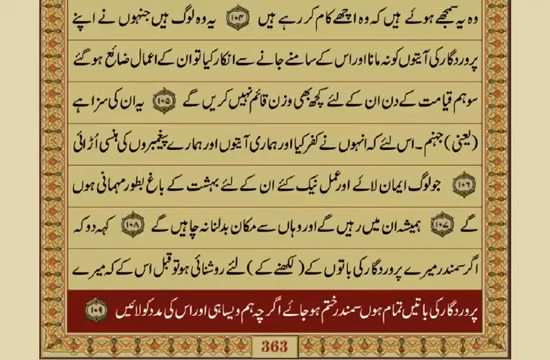 وہ یہ سمجھے ہوئے ہیں کہ وہ اچھے کام کر رہے ہیں ﴿۱۰۴﴾ یہ وہ لوگ ہیں جنہوں نے اپنے
پروردگار کی آیتوں کو نہ مانا اور اس کے سامنے جانے سے انکار کیا تو ان کے اعمال ضائع ہو گئے
سو ہم قیامت کے دن ان کے لئے کچھ بھی وزن قائم نہیں کریں گے ﴿۱۰۵﴾ یہ ان کی سزا ہے
(یعنی) جہنم۔ اس لئے کہ انہوں نے کفر کیا اور ہماری آیتوں اور ہمارے پیغمبروں کی ہنسی اُڑائی
﴿۱۰۶﴾ جو لوگ ایمان لائے اور عمل نیک کئے ان کے لئے بہشت کے باغ بطور مہمانی ہوں
گے ﴿۱۰۷﴾ ہمیشہ ان میں رہیں گے اور وہاں سے مکان بدلنا نہ چاہیں گے ﴿۱۰۸﴾ کہہ دو کہ
اگر سمندر میرے پروردگار کی باتوں کے (لکھنے کے) لئے روشنائی ہو تو قبل اس کے کہ میرے
پروردگار کی باتیں تمام ہوں سمندر ختم ہو جائے اگرچہ ہم ویسا ہی اور اس کی مدد کو لائیں ﴿۱۰۹﴾
363